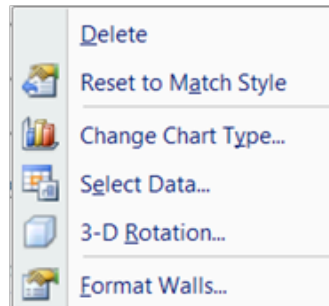 Delete
Reset to Match Style
Change Chart Type...
Select Data...
3-D Rotation...
Format Walls...